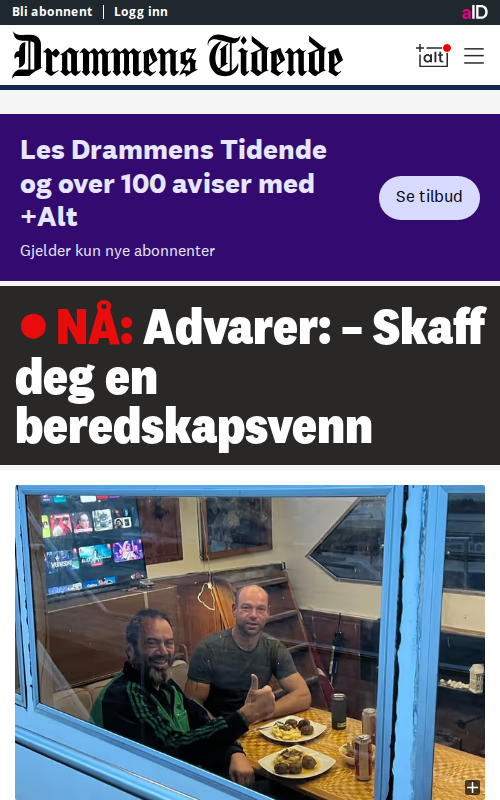 Bli abonnent
Logg inn
aID
Drammens Tidende
+alt
Les Drammens Tidende
og over 100 aviser med
+Alt
Se tilbud
Gjelder kun nye abonnenter
NÅ: Advarer: – Skaff
deg en
beredskapsvenn